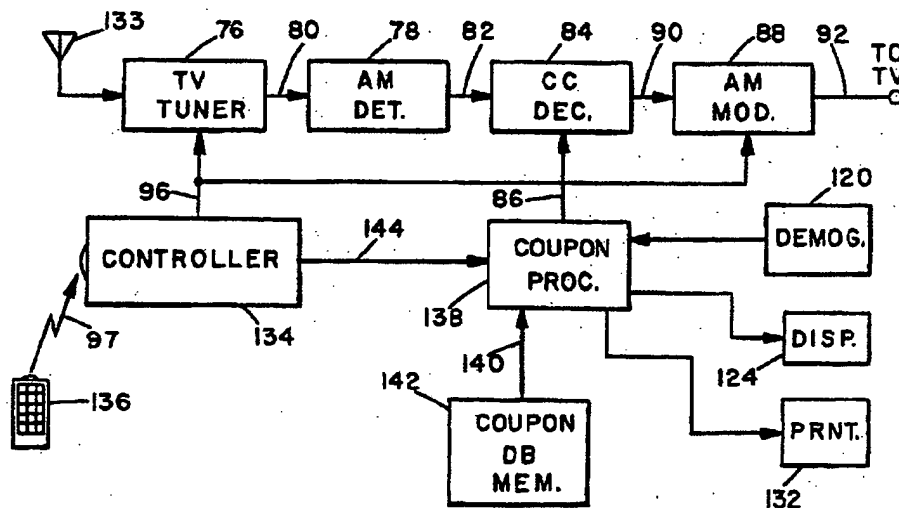 133
76
80
78
82
84
90
88
92
TO
TV
TV
TUNER
AM
DET.
CC
DEC.
AM
MOD.
96
86
120
144
CONTROLLER
COUPON
PROC.
DEMOG.
134
138
97
140
DISP.
124
136
142
COUPON
DB
MEM.
PRNT.
132